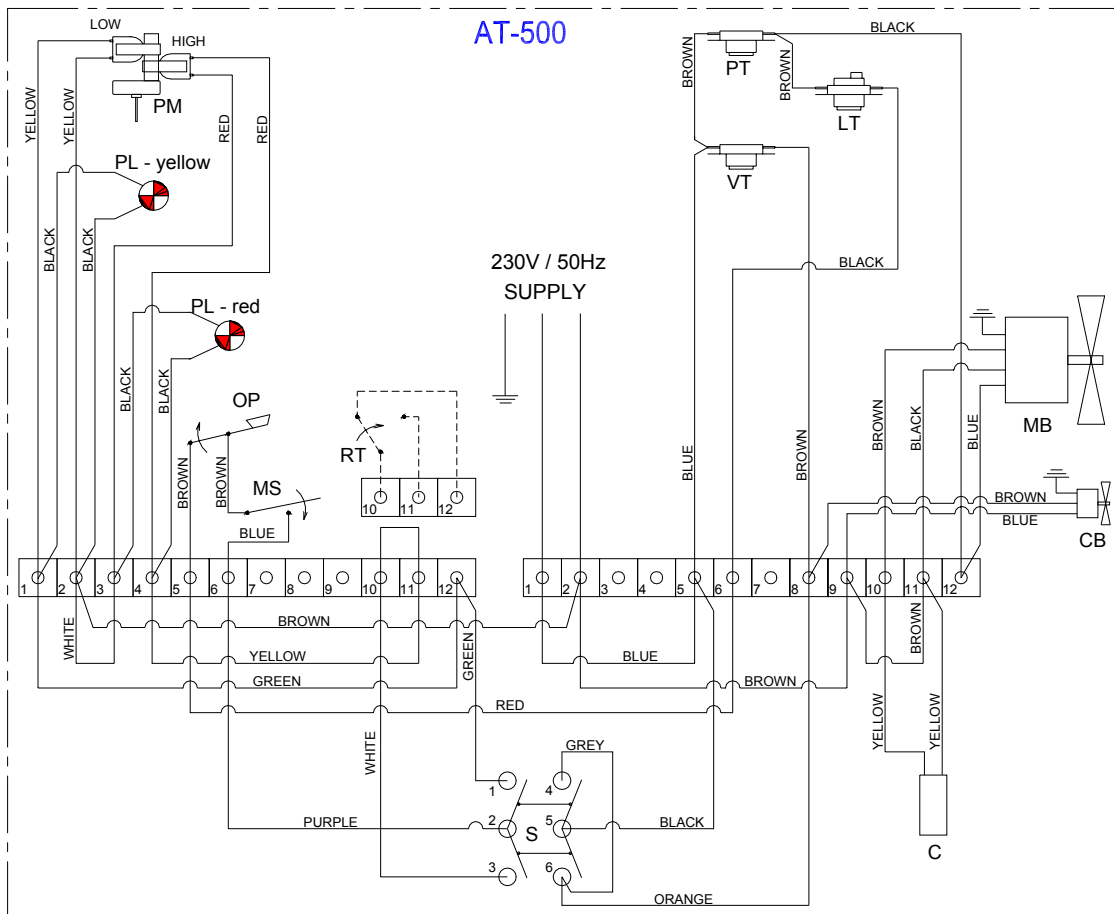 AT-500
LOW
HIGH
PM
YELLOW
YELLOW
RED
RED
PL - yellow
BLACK
BLACK
PL - red
BLACK
BLACK
OP
BROWN
BROWN
MS
BLUE
RT
10
11
12
230V / 50Hz
SUPPLY
BROWN
PT
BROWN
BLACK
LT
VT
BLACK
BLUE
BROWN
BROWN
BLACK
BLUE
MB
BROWN
BLUE
CB
1
2
3
4
5
6
7
8
9
10
11
12
1
2
3
4
5
6
7
8
9
10
11
12
BROWN
WHITE
YELLOW
GREEN
GREEN
BLUE
BROWN
BROWN
RED
WHITE
GREY
YELLOW
YELLOW
1
4
PURPLE
2
S
5
BLACK
3
6
C
ORANGE